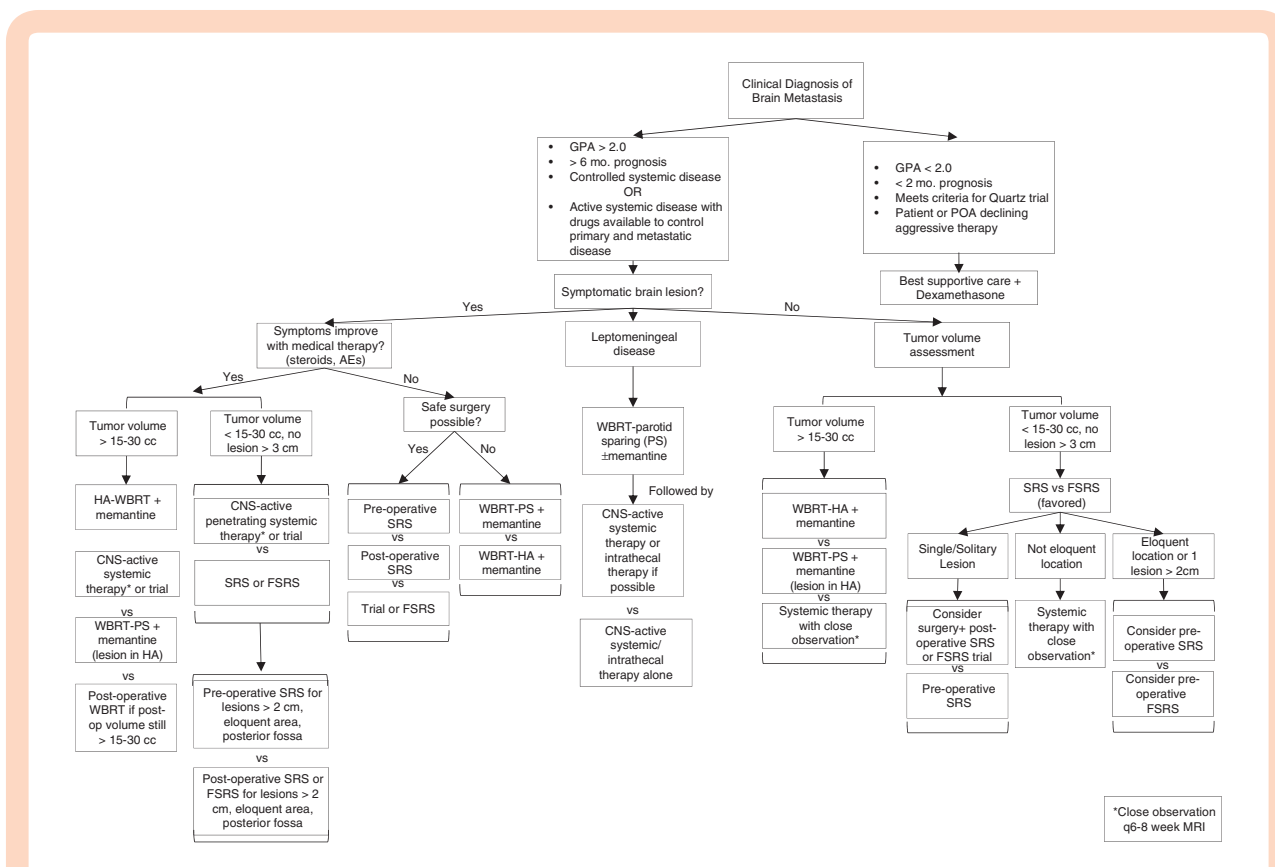 Clinical Diagnosis of
Brain Metastasis
• GPA > 2.0
• > 6 mo. prognosis
• Controlled systemic disease
OR
• Active systemic disease with
drugs available to control
primary and metastatic
disease
• GPA < 2.0
• < 2 mo. prognosis
• Meets criteria for Quartz trial
• Patient or POA declining
aggressive therapy
Best supportive care +
Dexamethasone
Symptomatic brain lesion?
Yes
No
Symptoms improve
with medical therapy?
(steroids, AEs)
Leptomeningeal
disease
Tumor volume
assessment
Yes
No
Tumor volume
> 15-30 cc
Tumor volume
< 15-30 cc, no
lesion > 3 cm
Safe surgery
possible?
Yes
No
HA-WBRT +
memantine
CNS-active
systemic
therapy* or trial
vs
WBRT-PS +
memantine
(lesion in HA)
vs
Post-operative
WBRT if post-
op volume still
> 15-30 cc
CNS-active
penetrating systemic
therapy* or trial
vs
SRS or FSRS
Pre-operative SRS for
lesions > 2 cm,
eloquent area,
posterior fossa
vs
Post-operative SRS or
FSRS for lesions > 2
cm, eloquent area,
posterior fossa
Pre-operative
SRS
vs
Post-operative
SRS
vs
Trial or FSRS
WBRT-PS +
memantine
vs
WBRT-HA +
memantine
WBRT-parotid
sparing (PS)
±memantine
Followed by
CNS-active
systemic
therapy or
intrathecal
therapy if
possible
vs
CNS-active
systemic/
intrathecal
therapy alone
Tumor volume
> 15-30 cc
WBRT-HA +
memantine
vs
WBRT-PS +
memantine
(lesion in HA)
vs
Systemic therapy
with close
observation*
Tumor volume
< 15-30 cc, no
lesion > 3 cm
SRS vs FSRS
(favored)
Single/Solitary
Lesion
Not eloquent
location
Eloquent
location or 1
lesion > 2cm
Consider
surgery+ post-
operative SRS
or FSRS trial
vs
Pre-operative
SRS
Systemic
therapy with
close
observation*
Consider pre-
operative SRS
vs
Consider pre-
operative
FSRS
*Close observation
q6-8 week MRI